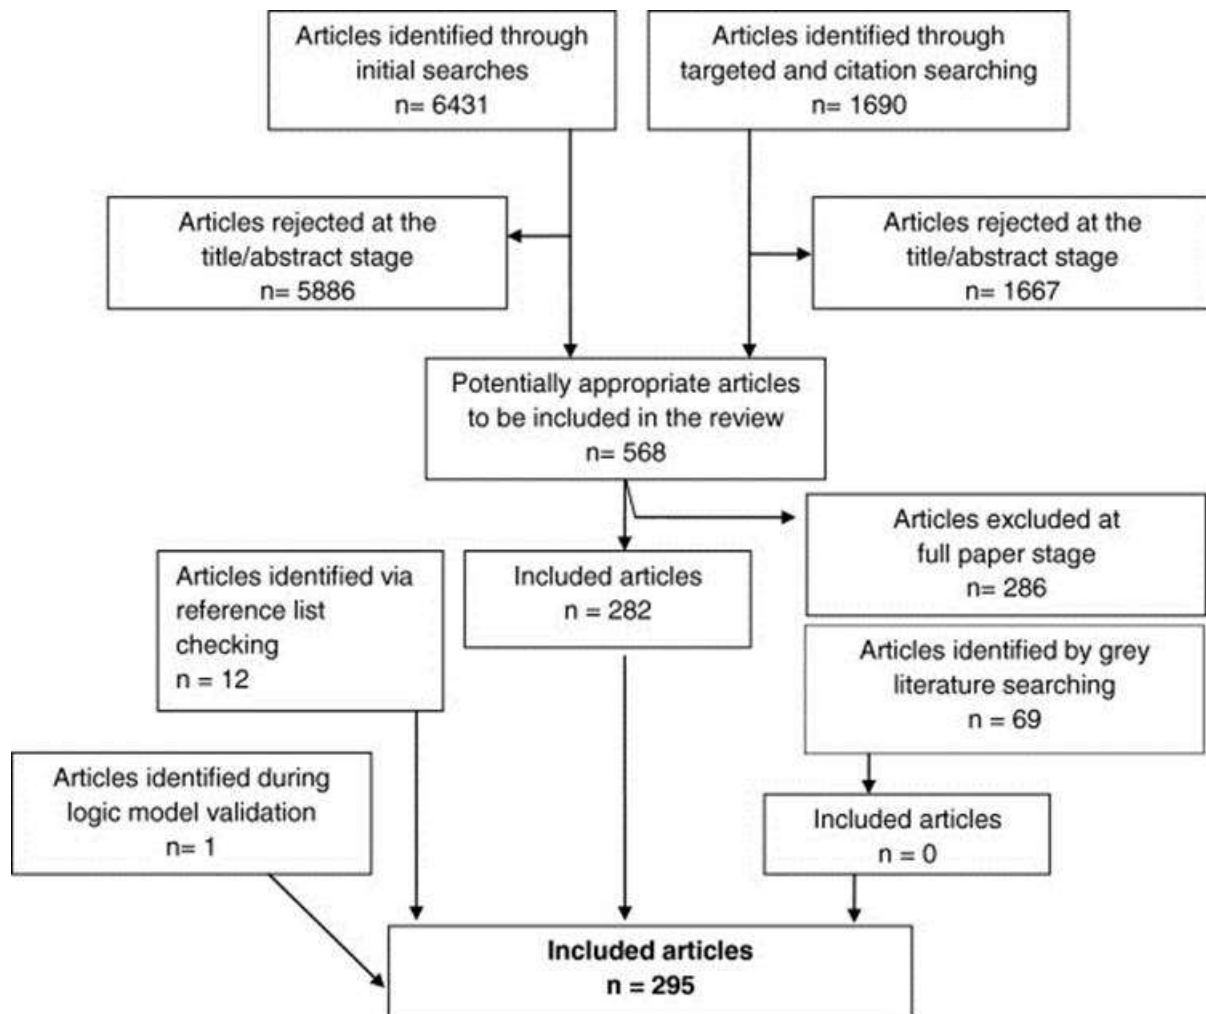 Articles identified through
initial searches
n= 6431
Articles identified through
targeted and citation searching
n= 1690
Articles rejected at the
title/abstract stage
n= 5886
Articles rejected at the
title/abstract stage
n= 1667
Potentially appropriate articles
to be included in the review
n= 568
Articles excluded at
full paper stage
n= 286
Articles identified via
reference list
checking
n = 12
Included articles
n = 282
Articles identified by grey
literature searching
n = 69
Articles identified during
logic model validation
n= 1
Included articles
n = 0
Included articles
n = 295